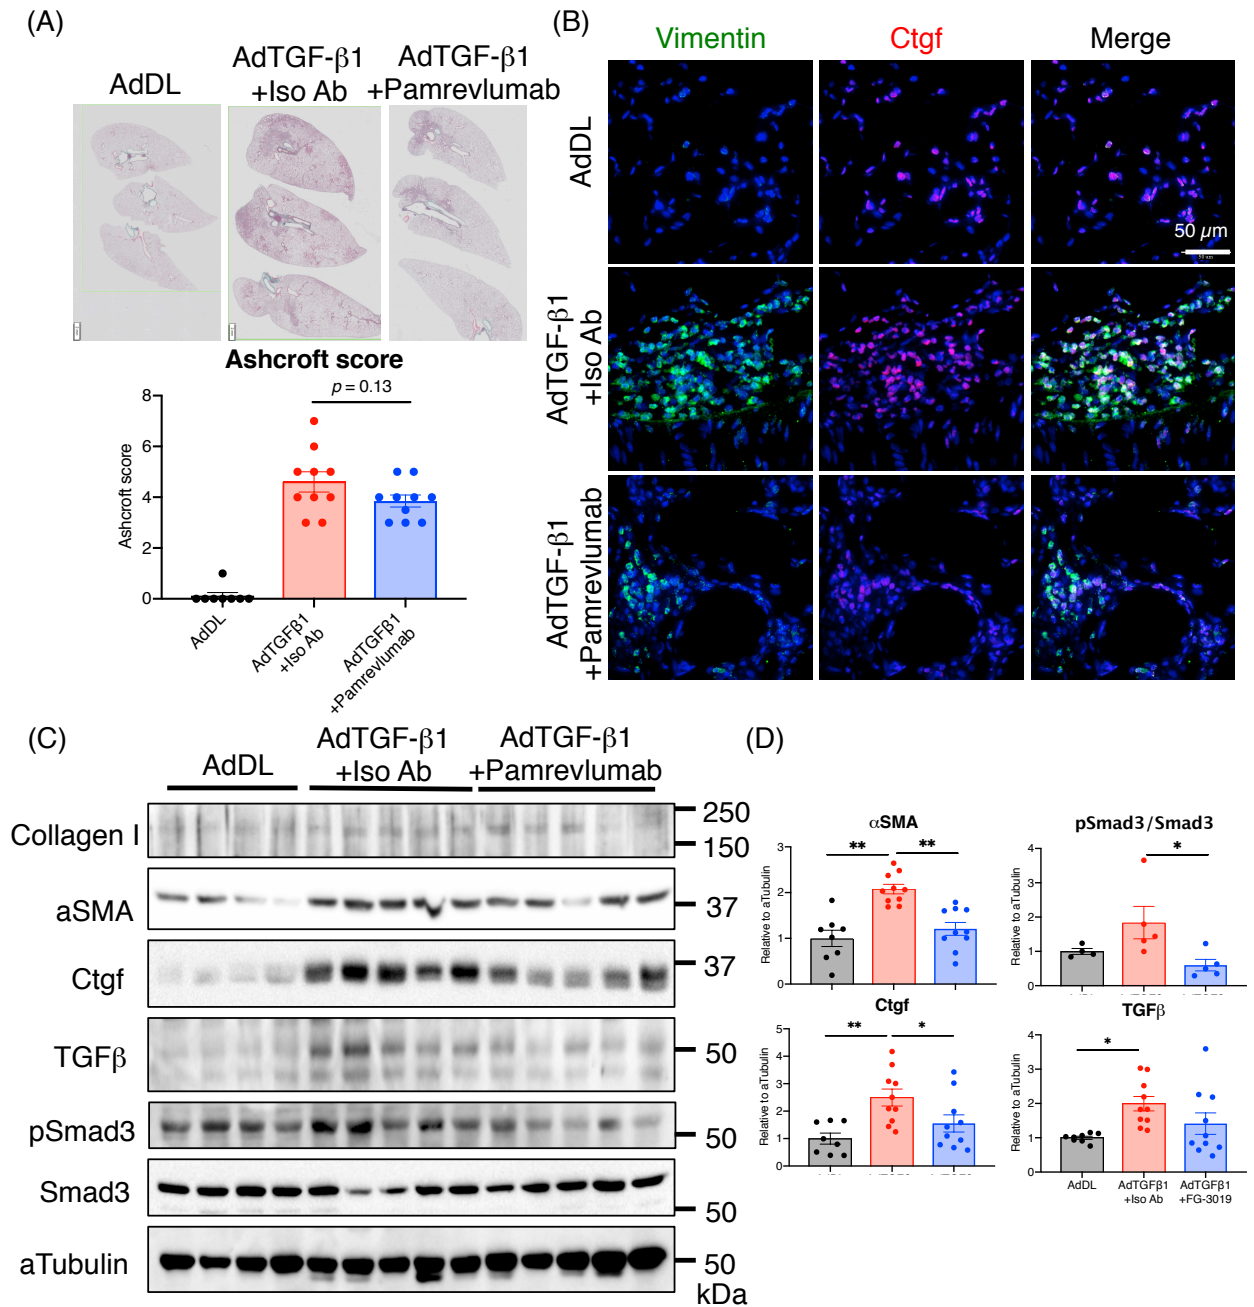 (A)
AdDL
AdTGF-β1
+Iso Ab
AdTGF-β1
+Pamrevlumab
Ashcroft score
p = 0.13
Ashcroft score
8
6
4
2
0
AdDL
AdTGFβ1
+Iso Ab
AdTGFβ1
+Pamrevlumab
(B)
Vimentin
Ctgf
Merge
AdDL
50 µm
AdTGF-β1
+Iso Ab
AdTGF-β1
+Pamrevlumab
(C)
AdDL
AdTGF-β1
+Iso Ab
AdTGF-β1
+Pamrevlumab
Collagen I
250
150
aSMA
37
Ctgf
37
TGFβ
50
pSmad3
50
Smad3
50
aTubulin
50
kDa
(D)
αSMA
Relative to aTubulin
3
2
1
0
**
**
pSmad3/Smad3
Relative to aTubulin
4
3
2
1
0
*
Ctgf
Relative to aTubulin
5
4
3
2
1
0
**
*
TGFβ
Relative to aTubulin
4
3
2
1
0
*
AdDL
AdTGFβ1
+Iso Ab
AdTGFβ1
+FG-3019